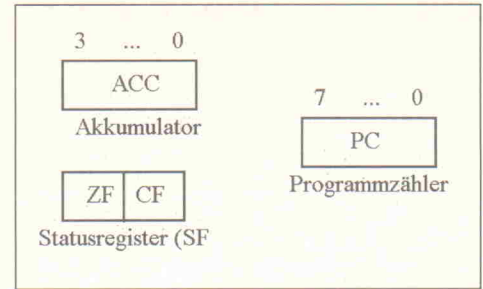 3 ... 0
ACC
Akkumulator
7 ... 0
PC
Programmzähler
ZF CF
Statusregister (SF